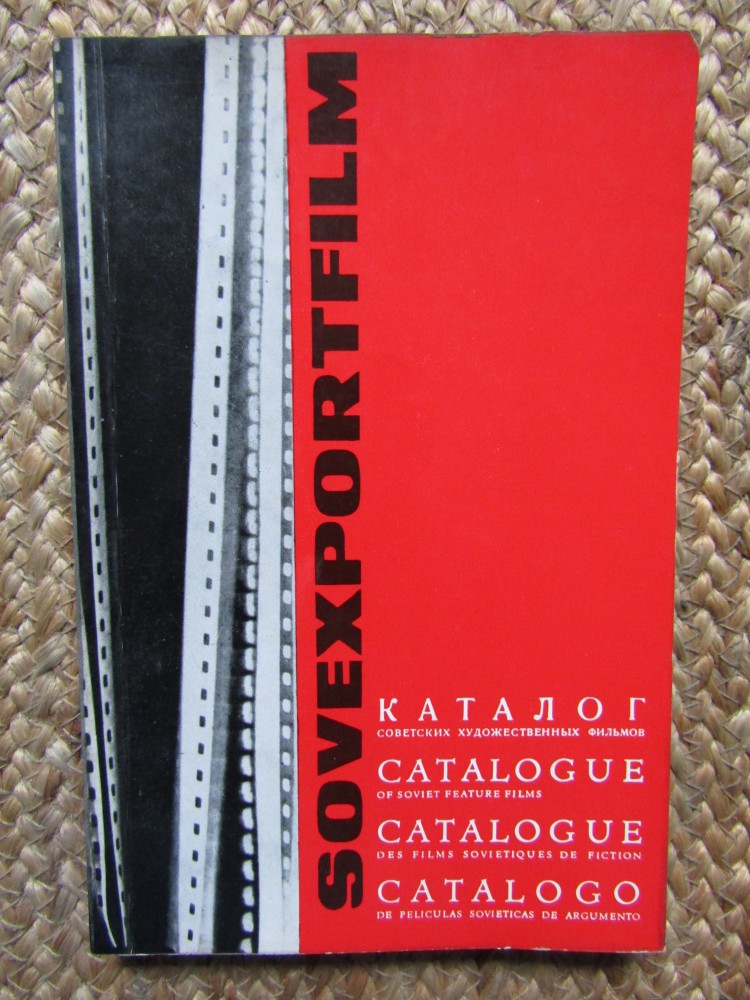 SOVEXPORTFILM
КАТАЛОГ
СОВЕТСКИХ ХУДОЖЕСТВЕННЫХ ФИЛЬМОВ
CATALOGUE
OF SOVIET FEATURE FILMS
CATALOGUE
DES FILMS SOVIETIQUES DE FICTION
CATALOGO
DE PELICULAS SOVIETICAS DE ARGUMENTO